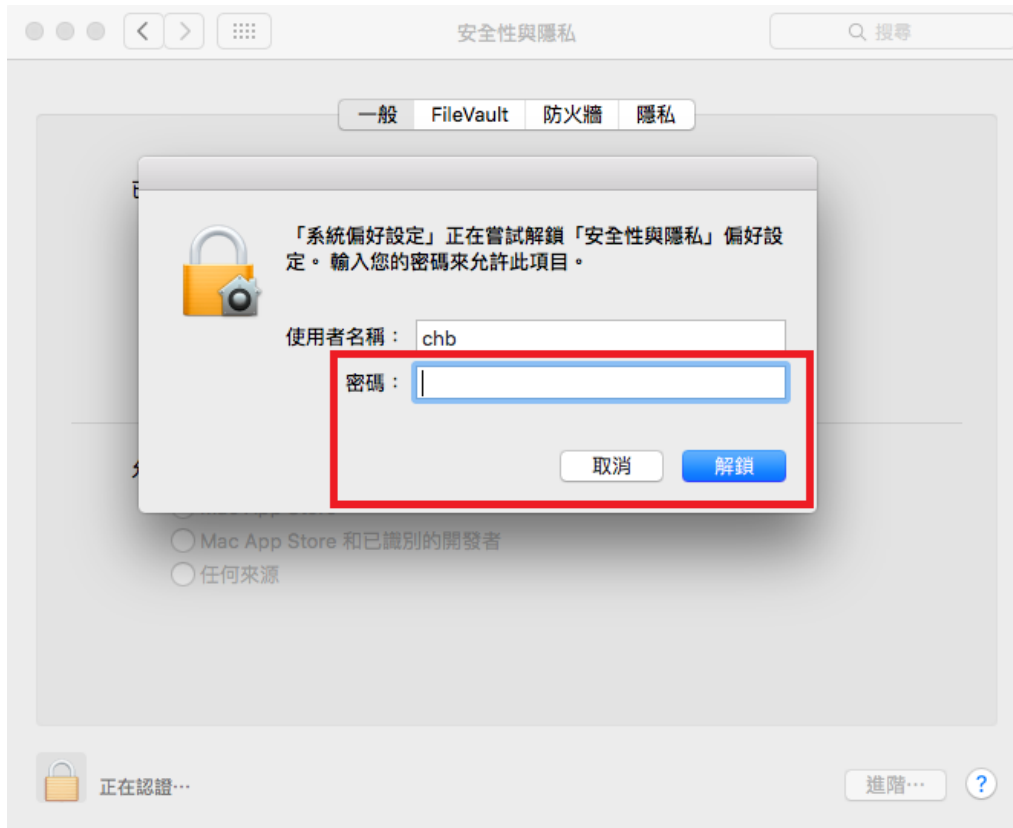 安全性與隱私
搜尋
一般 FileVault 防火牆 隱私
「系統偏好設定」正在嘗試解鎖「安全性與隱私」偏好設
定。輸入您的密碼來允許此項目。
使用者名稱： chb
密碼：
取消 解鎖
Mac App Store 和已識別的開發者
任何來源
正在認證⋯
進階⋯ ?